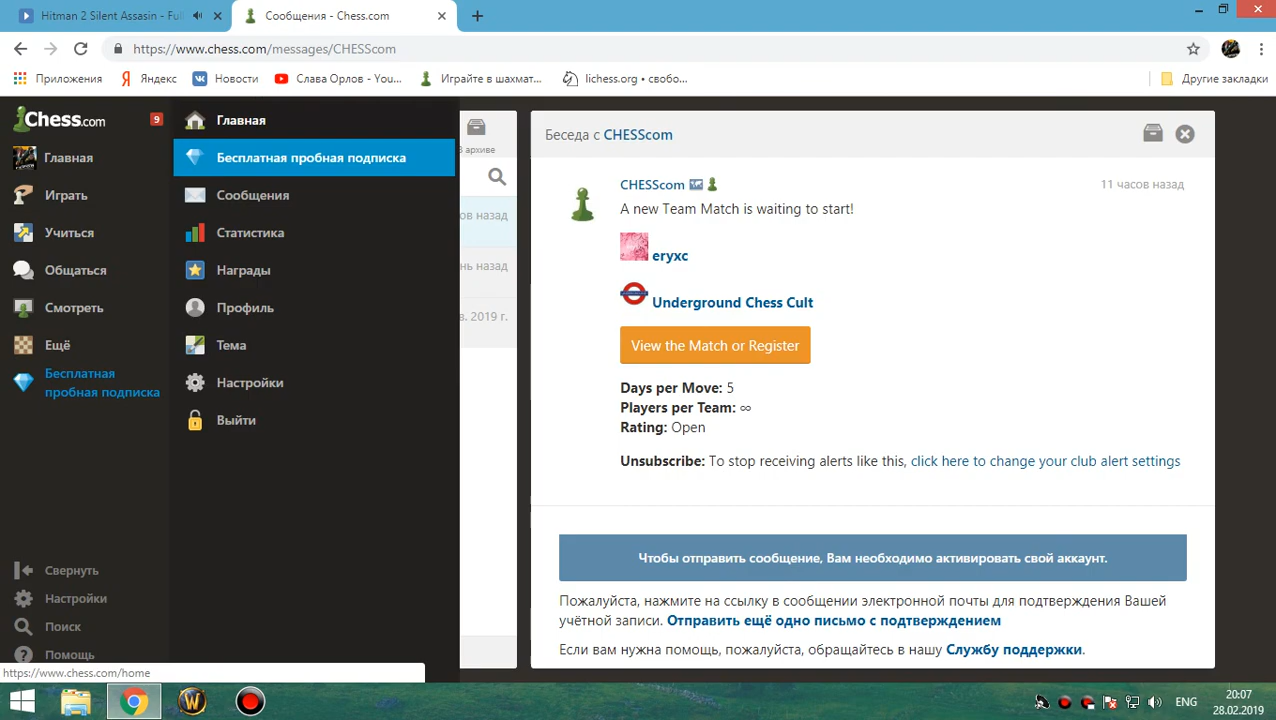 Hitman 2 Silent Assasin - Full
Сообщения - Chess.com
https://www.chess.com/messages/CHESScom
Приложения
Яндекс
Новости
Слава Орлов - You...
Играйте в шахмат...
lichess.org • свобо...
Другие закладки
Chess.com
9
Главная
Играть
Учиться
Общаться
Смотреть
Ещё
Бесплатная
пробная подписка
Свернуть
Настройки
Поиск
Помощь
Главная
Бесплатная пробная подписка
Сообщения
Статистика
Награды
Профиль
Тема
Настройки
Выйти
В архиве
ов назад
нь назад
в. 2019 г.
Беседа с CHESScom
CHESScom
11 часов назад
A new Team Match is waiting to start!
eryxc
Underground Chess Cult
View the Match or Register
Days per Move: 5
Players per Team: ∞
Rating: Open
Unsubscribe: To stop receiving alerts like this, click here to change your club alert settings
Чтобы отправить сообщение, Вам необходимо активировать свой аккаунт.
Пожалуйста, нажмите на ссылку в сообщении электронной почты для подтверждения Вашей
учётной записи. Отправить ещё одно письмо с подтверждением
Если вам нужна помощь, пожалуйста, обращайтесь в нашу Службу поддержки.
https://www.chess.com/home
ENG
20:07
28.02.2019